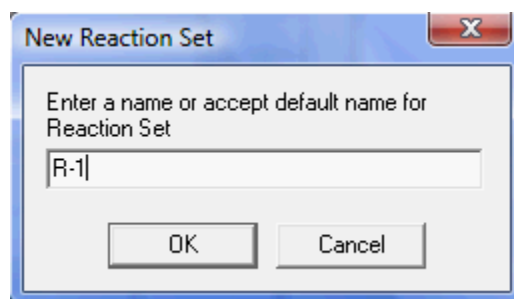 New Reaction Set
X
Enter a name or accept default name for
Reaction Set
R-1
OK
Cancel